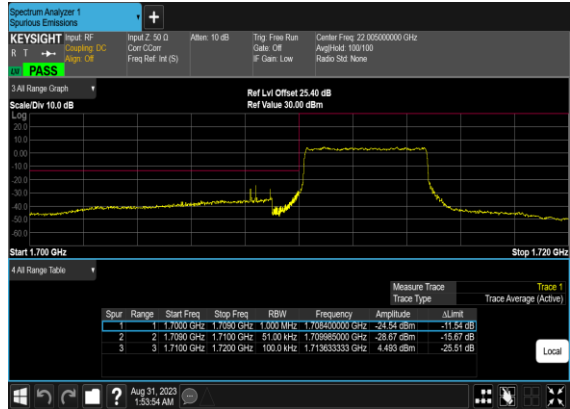 Spectrum Analyzer 1
Spurious Emissions
+
KEYSIGHT
R T
Input: RF
Coupling: DC
Align: Off
Input Z: 50 Ω
Corr CCorr
Freq Ref: Int (S)
Atten: 10 dB
Trig: Free Run
Gate: Off
IF Gain: Low
Center Freq: 22.005000000 GHz
Avg|Hold: 100/100
Radio Std: None
PASS
3 All Range Graph
Scale/Div 10.0 dB
Ref Lvl Offset 25.40 dB
Ref Value 30.00 dBm
Log
20.0
10.0
0.00
-10.0
-20.0
-30.0
-40.0
-50.0
-60.0
Start 1.700 GHz
Stop 1.720 GHz
4 All Range Table
Measure Trace Trace 1
Trace Type Trace Average (Active)
Spur Range Start Freq Stop Freq RBW Frequency Amplitude ΔLimit
1 1 1.7000 GHz 1.7090 GHz 1.000 MHz 1.708400000 GHz -24.54 dBm -11.54 dB
2 2 1.7090 GHz 1.7100 GHz 51.00 kHz 1.709985000 GHz -28.67 dBm -15.67 dB
3 3 1.7100 GHz 1.7200 GHz 100.0 kHz 1.713633333 GHz 4.493 dBm -25.51 dB
Local
?
Aug 31, 2023
1:53:54 AM